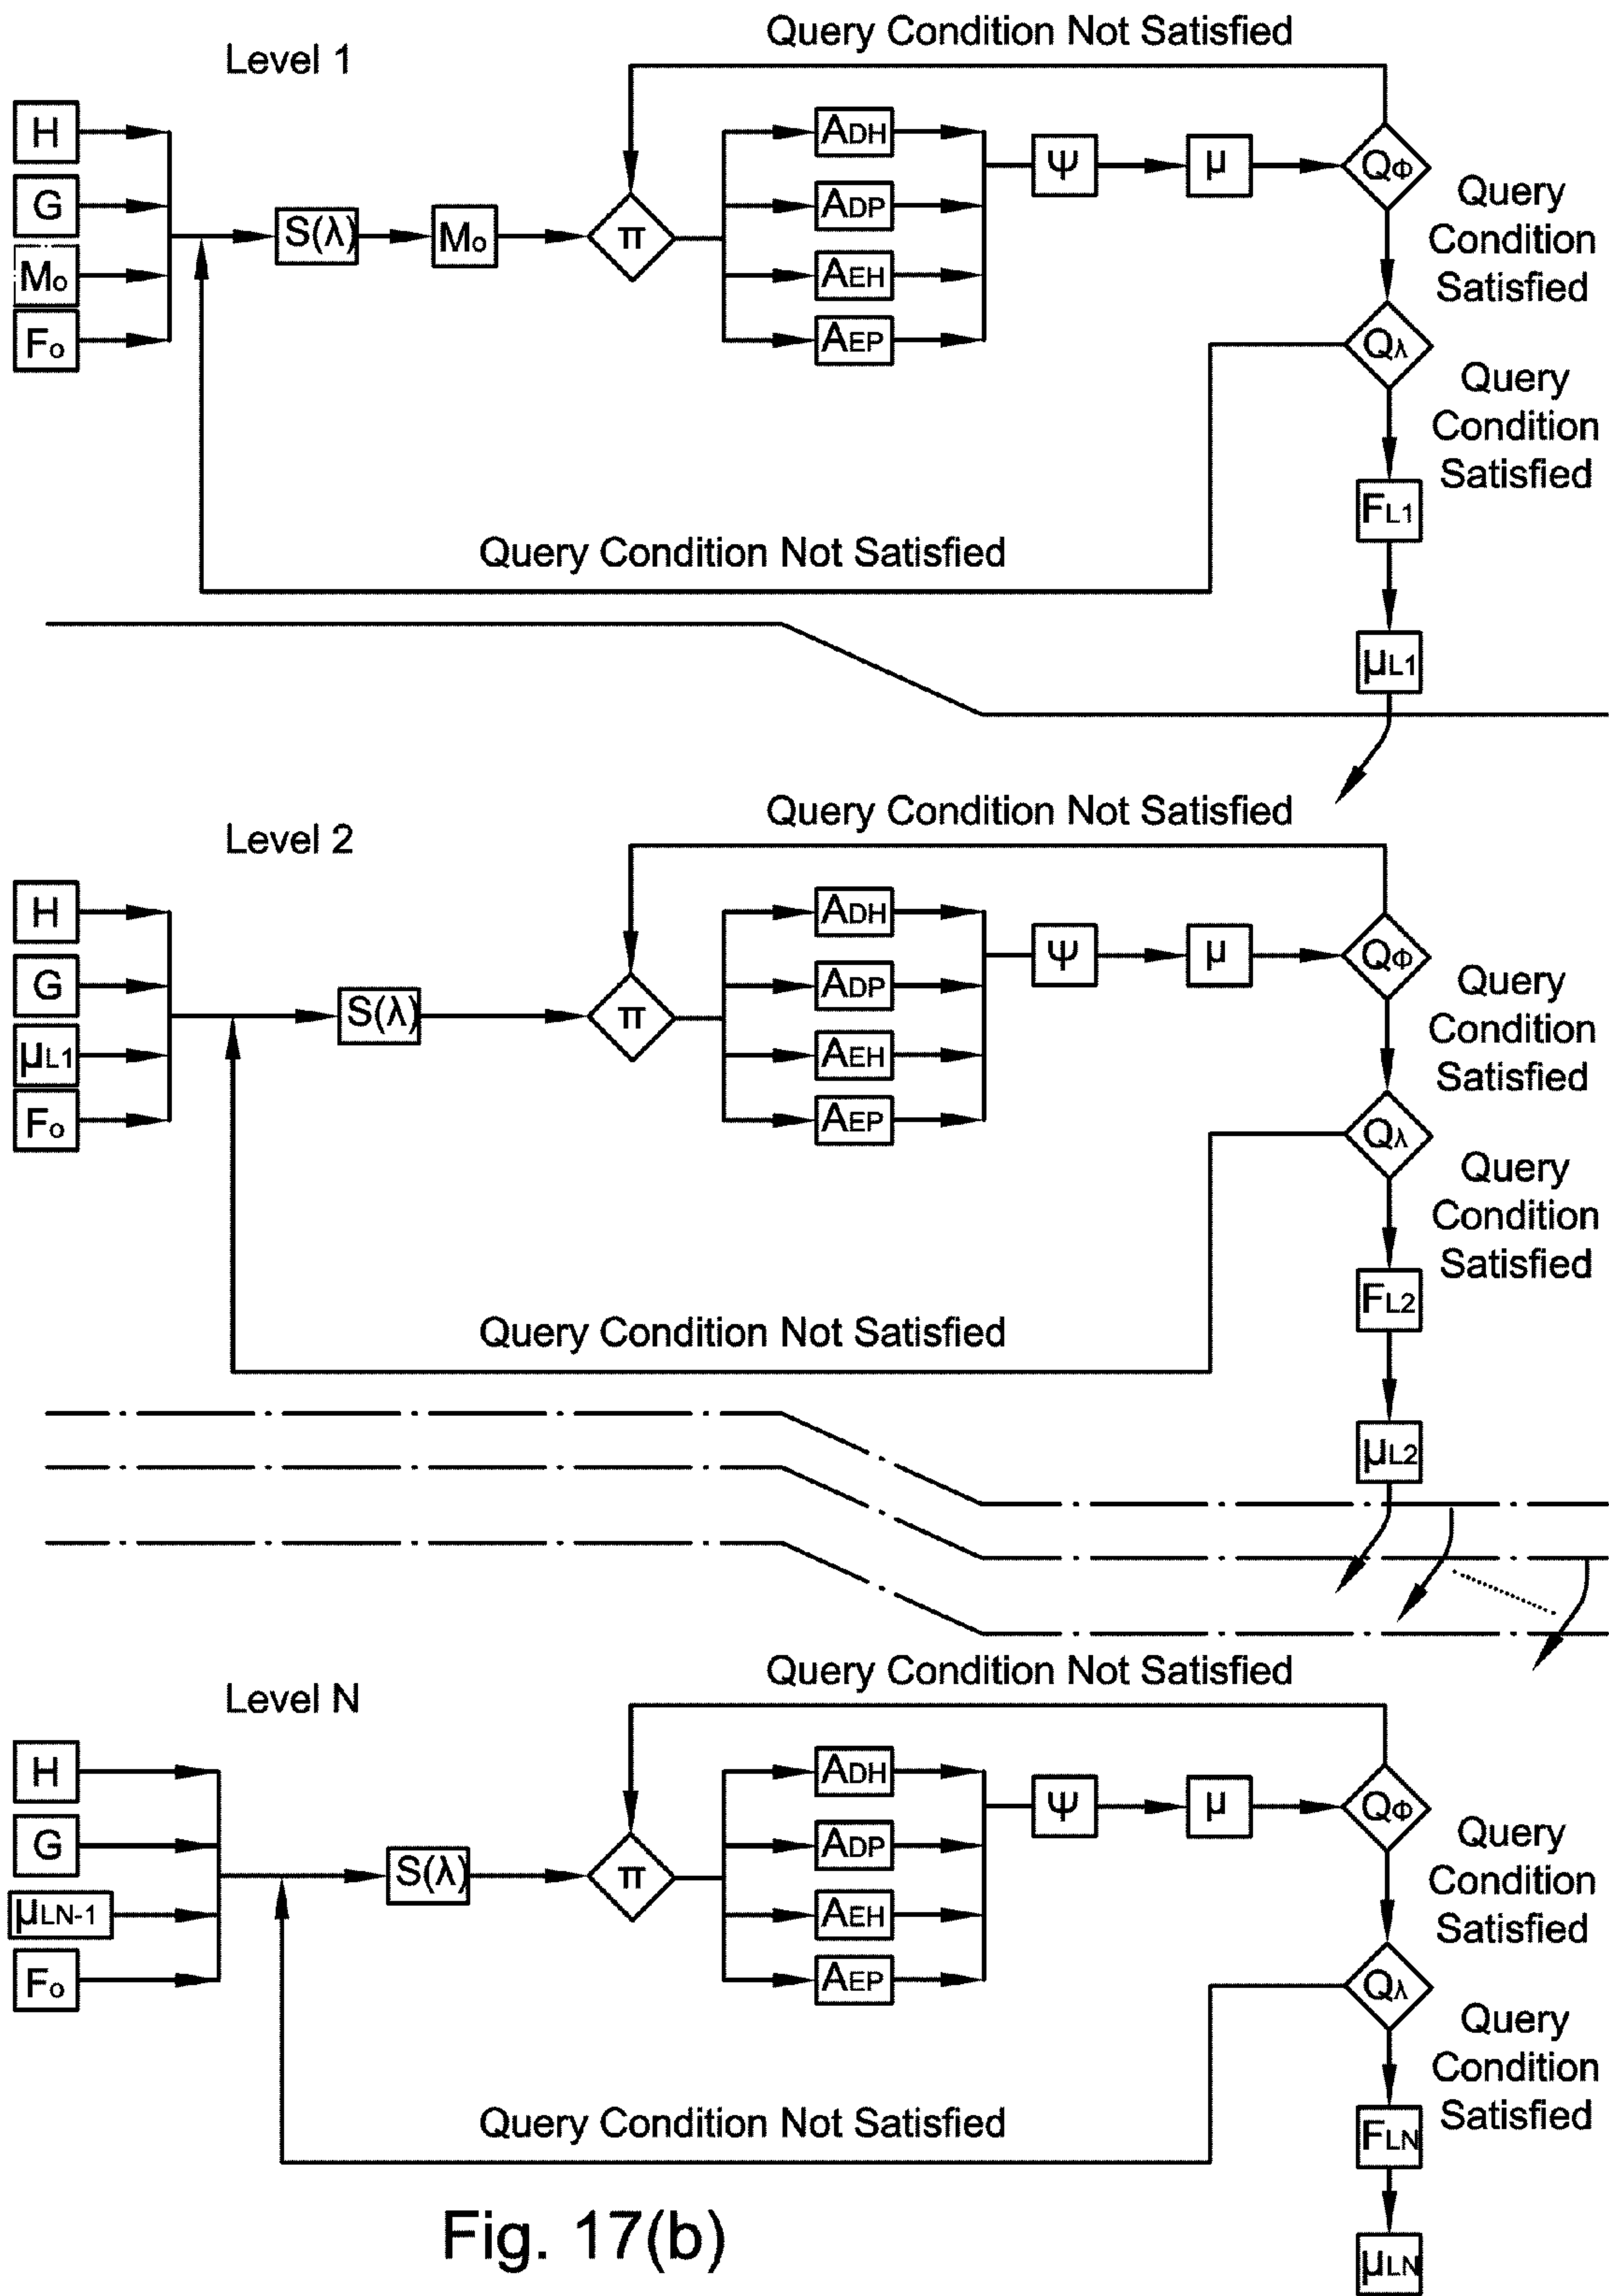 Query Condition Not Satisfied
Level 1
H
G
Mo
Fo
S(λ)
Mo
π
ADH
ADP
AEH
AEP
Ψ
μ
QΦ
Query
Condition
Satisfied
Qλ
Query
Condition
Satisfied
FL1
Query Condition Not Satisfied
μL1
Query Condition Not Satisfied
Level 2
H
G
μL1
Fo
S(λ)
π
ADH
ADP
AEH
AEP
Ψ
μ
QΦ
Query
Condition
Satisfied
Qλ
Query
Condition
Satisfied
FL2
Query Condition Not Satisfied
μL2
Query Condition Not Satisfied
Level N
H
G
μLN-1
Fo
S(λ)
π
ADH
ADP
AEH
AEP
Ψ
μ
QΦ
Query
Condition
Satisfied
Qλ
Query
Condition
Satisfied
FLN
Query Condition Not Satisfied
μLN
Fig. 17(b)